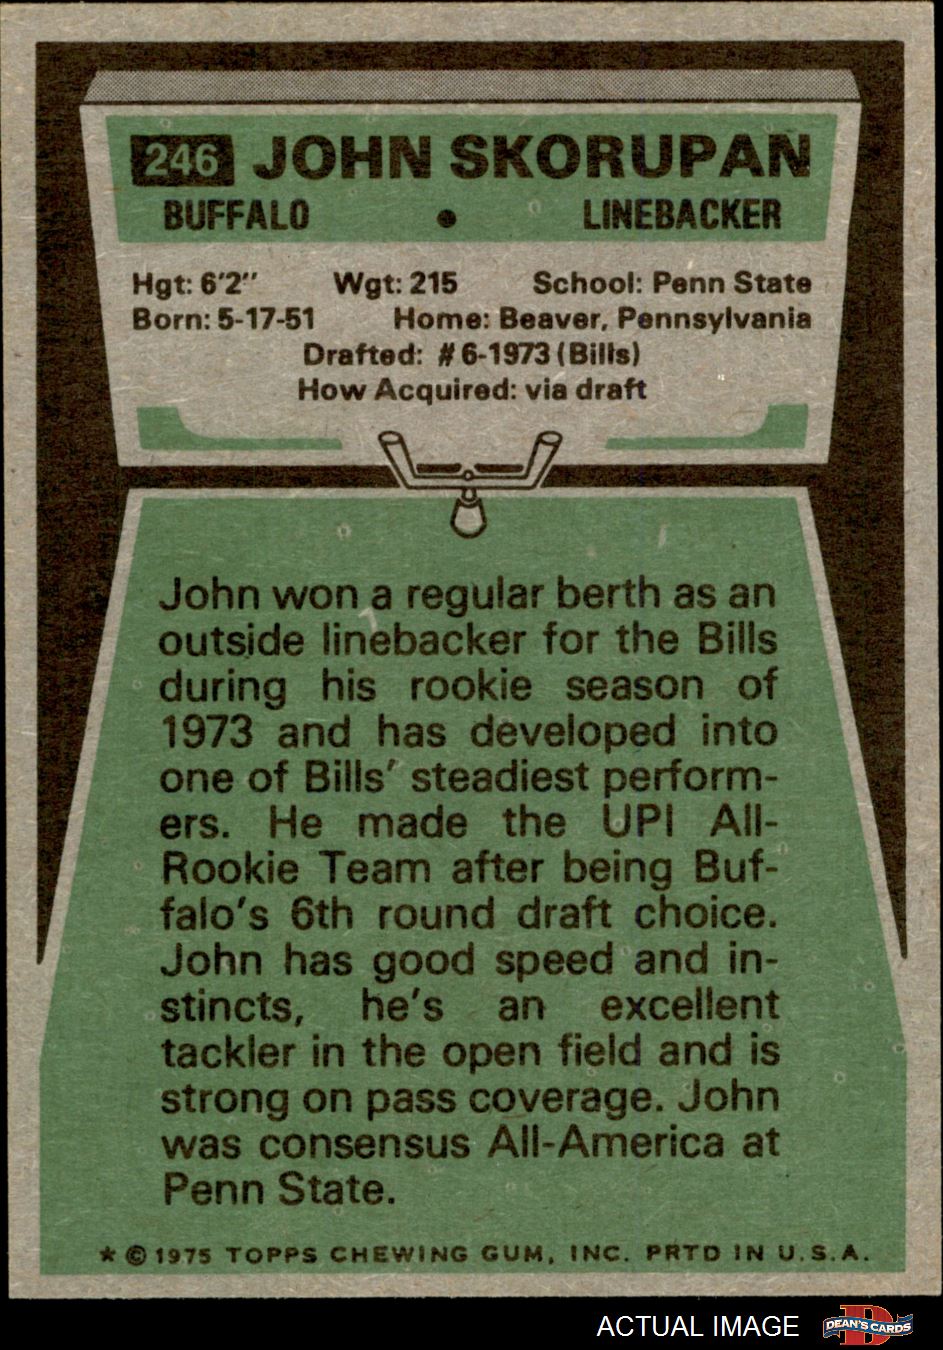 246 JOHN SKORUPAN
BUFFALO • LINEBACKER
Hgt: 6'2" Wgt: 215 School: Penn State
Born: 5-17-51 Home: Beaver, Pennsylvania
Drafted: #6-1973 (Bills)
How Acquired: via draft
John won a regular berth as an
outside linebacker for the Bills
during his rookie season of
1973 and has developed into
one of Bills' steadiest perform-
ers. He made the UPI All-
Rookie Team after being Buf-
falo's 6th round draft choice.
John has good speed and in-
stincts, he's an excellent
tackler in the open field and is
strong on pass coverage. John
was consensus All-America at
Penn State.
* © 1975 TOPPS CHEWING GUM, INC. PRTD IN U.S.A.
ACTUAL IMAGE DEAN'S CARDS